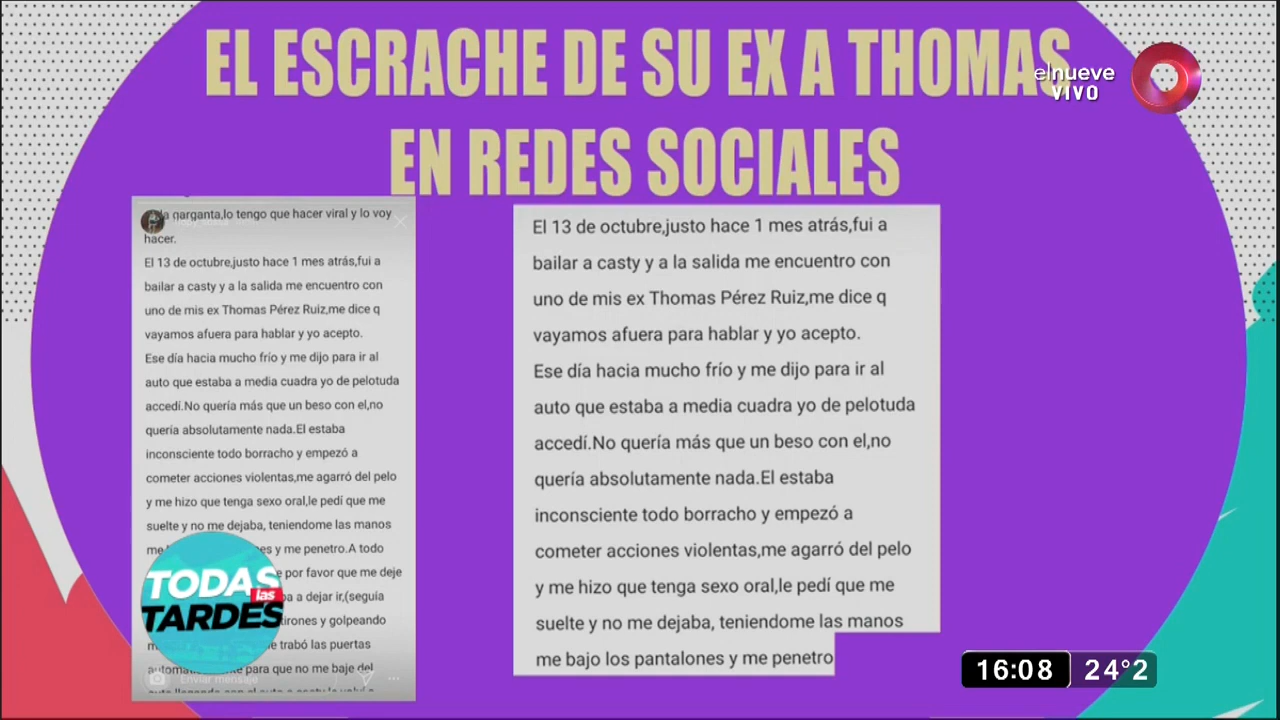 EL ESCRACHE DE SU EX A THOMAS
EN REDES SOCIALES
elnueve
VIVO
garganta,lo tengo que hacer viral y lo voy
hacer.
El 13 de octubre,justo hace 1 mes atrás,fui a
bailar a casty y a la salida me encuentro con
uno de mis ex Thomas Pérez Ruiz,me dice q
vayamos afuera para hablar y yo acepto.
Ese día hacia mucho frío y me dijo para ir al
auto que estaba a media cuadra yo de pelotuda
accedí.No quería más que un beso con el,no
quería absolutamente nada.El estaba
inconsciente todo borracho y empezó a
cometer acciones violentas,me agarró del pelo
y me hizo que tenga sexo oral,le pedí que me
suelte y no me dejaba, teniendome las manos
me
es y me penetro.A todo
e por favor que me deje
a a dejar ir,(seguia
tirones y golpeando
e trabó las puertas
para que no me baje del
Enviar mensaje
El 13 de octubre,justo hace 1 mes atrás,fui a
bailar a casty y a la salida me encuentro con
uno de mis ex Thomas Pérez Ruiz,me dice q
vayamos afuera para hablar y yo acepto.
Ese día hacia mucho frío y me dijo para ir al
auto que estaba a media cuadra yo de pelotuda
accedí.No quería más que un beso con el,no
quería absolutamente nada.El estaba
inconsciente todo borracho y empezó a
cometer acciones violentas,me agarró del pelo
y me hizo que tenga sexo oral,le pedí que me
suelte y no me dejaba, teniendome las manos
me bajo los pantalones y me penetro
TODAS
las
TARDES
16:08 24°2